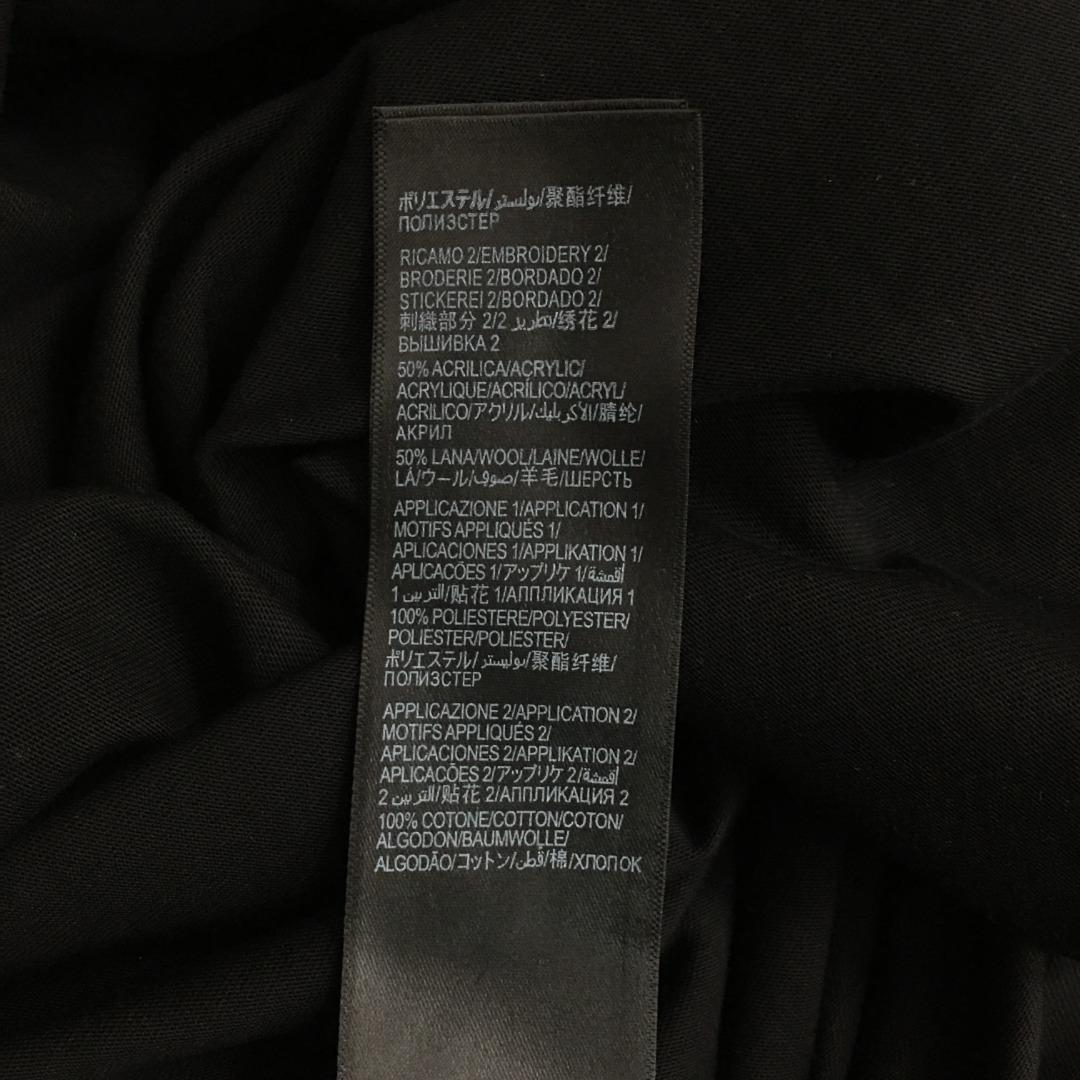 ポリエステル/بوليستر/聚酯纤维/
ПОЛИЭСТЕР
RICAMO 2/EMBROIDERY 2/
BRODERIE 2/BORDADO 2/
STICKEREI 2/BORDADO 2/
刺繍部分 2/2 تطريز/绣花 2/
ВЫШИВКА 2
50% ACRILICA/ACRYLIC/
ACRYLIQUE/ACRÍLICO/ACRYL/
ACRILICO/アクリル/الأكريليك/腈纶/
АКРИЛ
50% LANA/WOOL/LAINE/WOLLE/
LÃ/ウール/صوف/羊毛/ШЕРСТЬ
APPLICAZIONE 1/APPLICATION 1/
MOTIFS APPLIQUÉS 1/
APLICACIONES 1/APPLIKATION 1/
APLICACÕES 1/アップリケ 1/أقمشة
1 التزيين/贴花 1/АППЛИКАЦИЯ 1
100% POLIESTERE/POLYESTER/
POLIESTER/POLIESTER/
ポリエステル/بوليستر/聚酯纤维/
ПОЛИЭСТЕР
APPLICAZIONE 2/APPLICATION 2/
MOTIFS APPLIQUÉS 2/
APLICACIONES 2/APPLIKATION 2/
APLICACÕES 2/アップリケ 2/أقمشة
2 التزيين/贴花 2/АППЛИКАЦИЯ 2
100% COTONE/COTTON/COTON/
ALGODON/BAUMWOLLE/
ALGODÃO/コットン/قطن/棉/ХЛОПОК